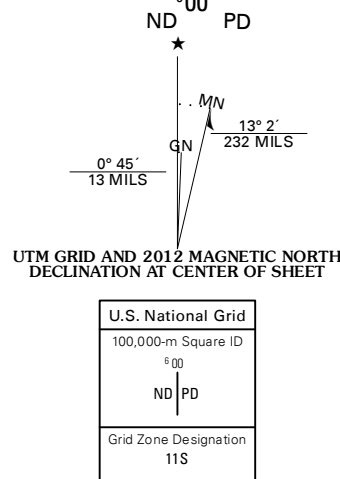 ⁶00
ND PD
★
MN
GN
13° 2´
232 MILS
0° 45´
13 MILS
UTM GRID AND 2012 MAGNETIC NORTH
DECLINATION AT CENTER OF SHEET
U.S. National Grid
100,000-m Square ID
⁶00
ND PD
Grid Zone Designation
11S